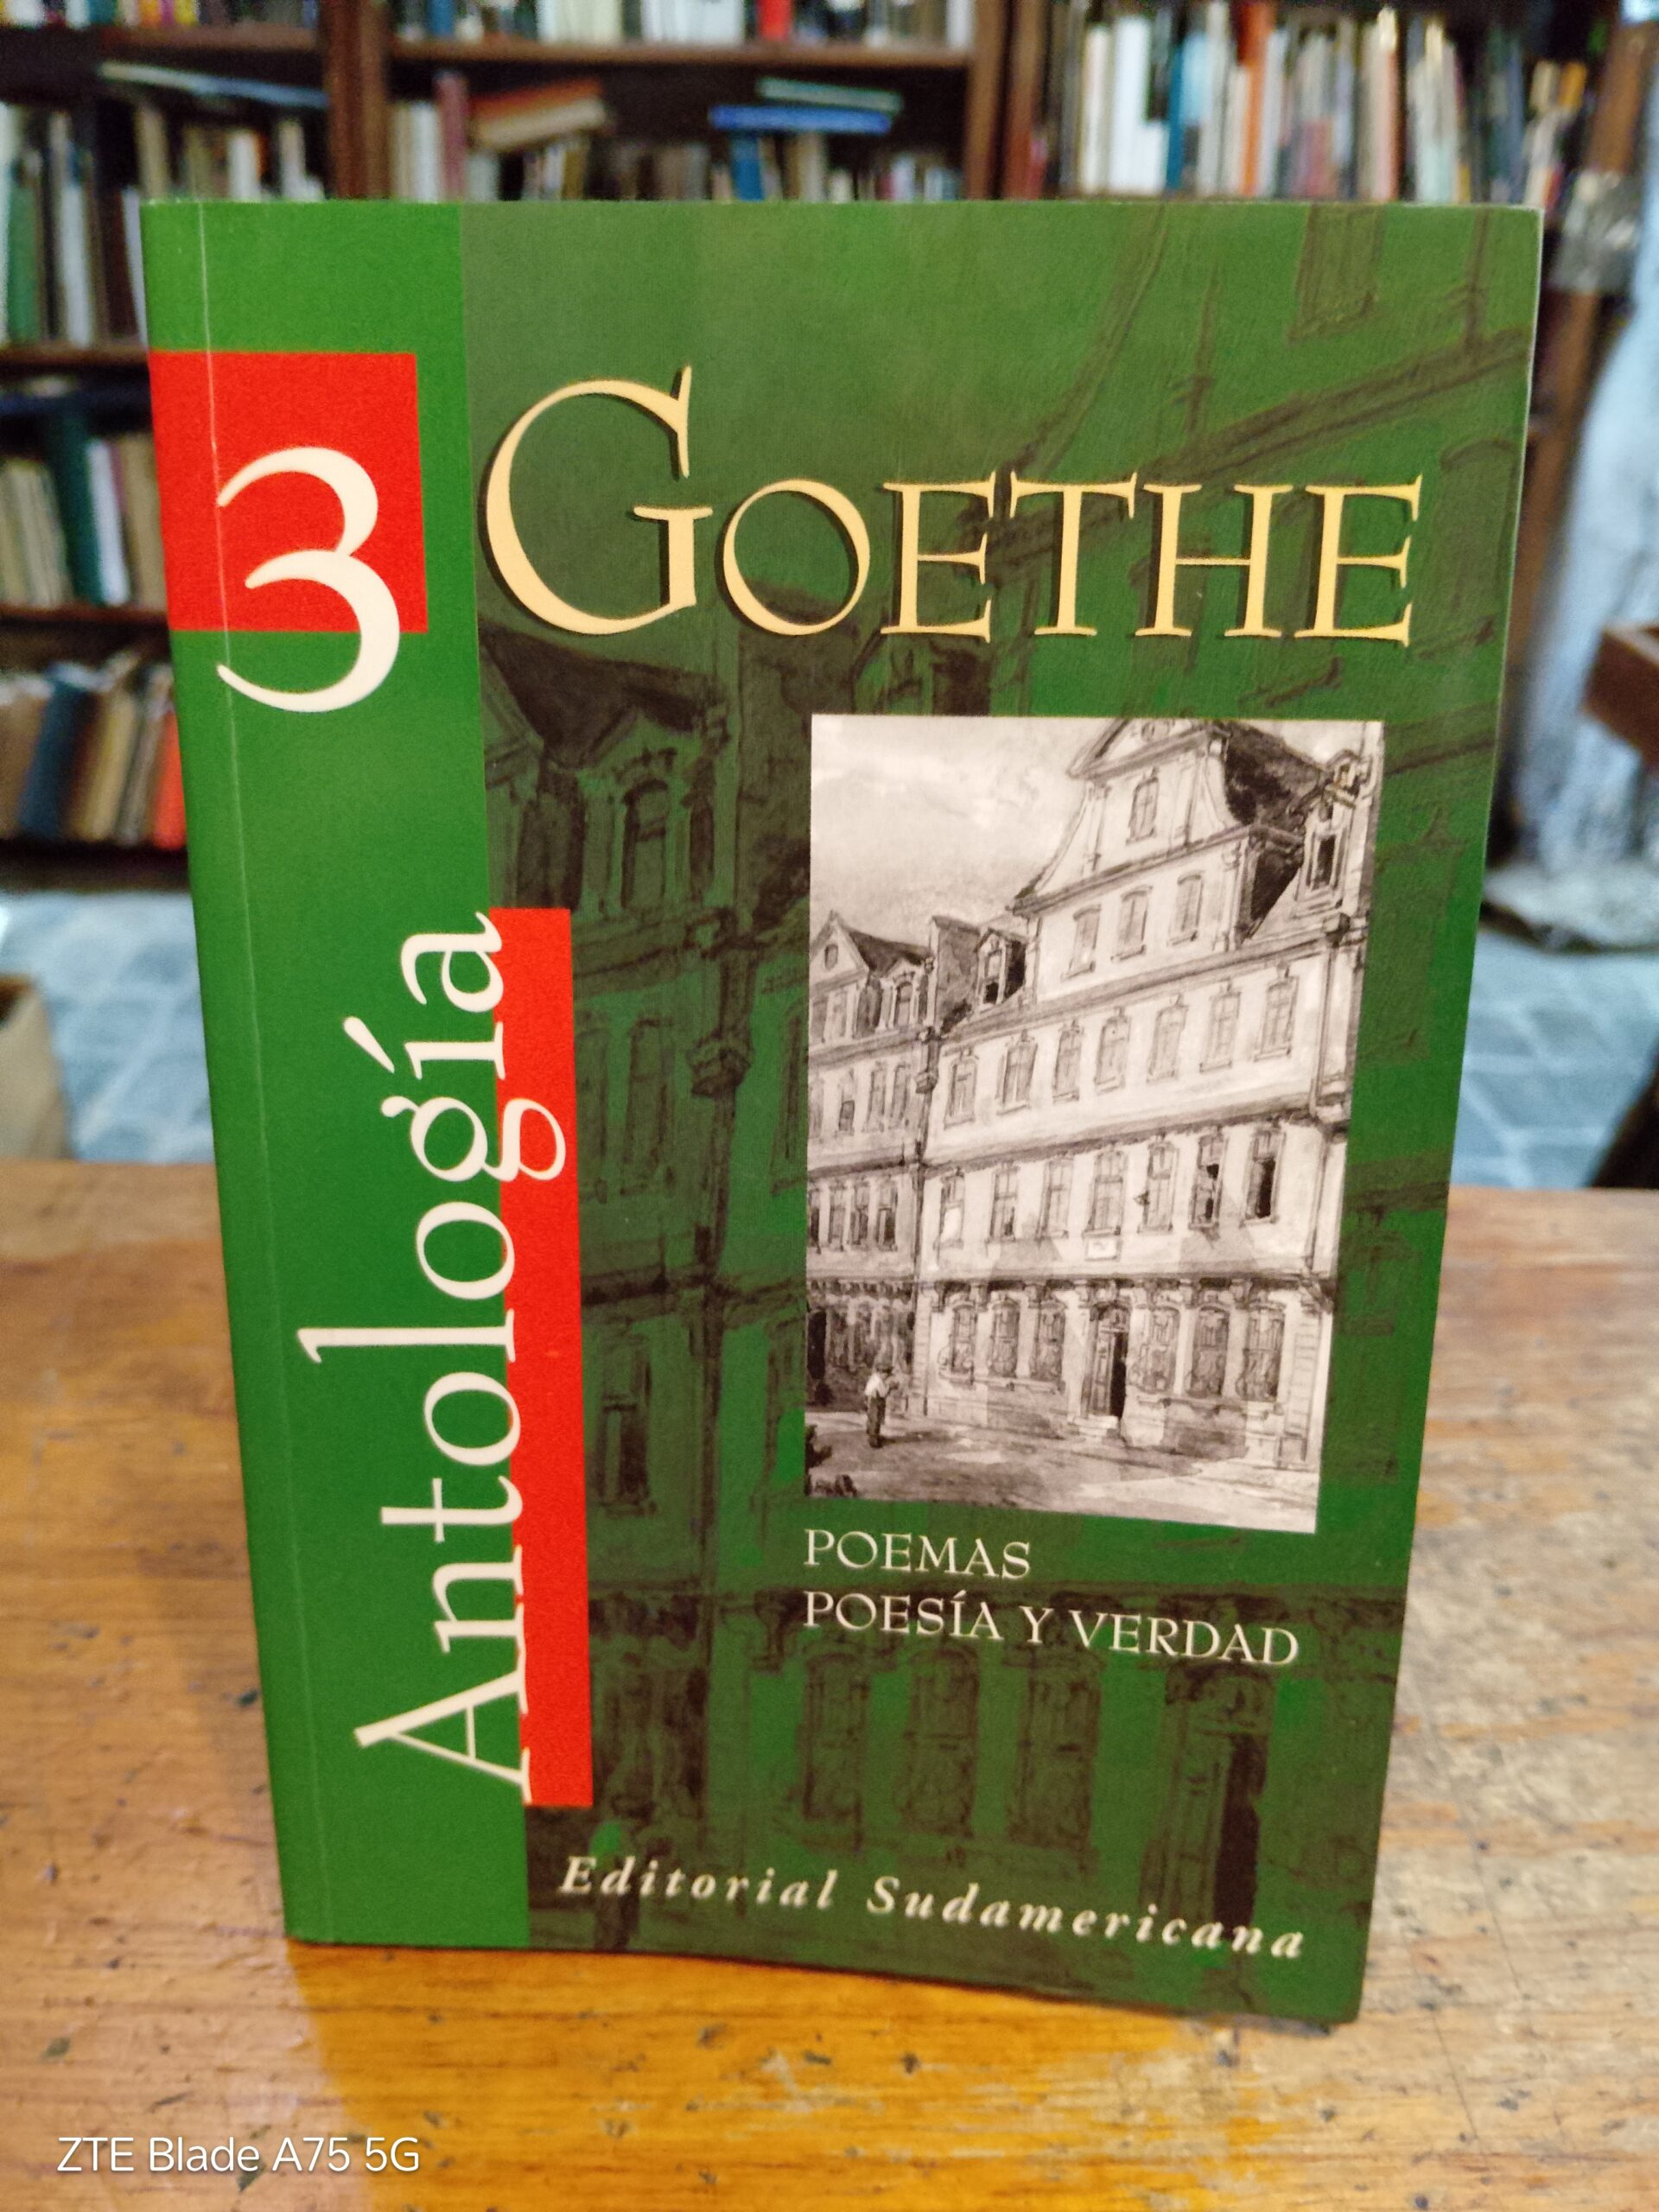 3
GOETHE
Antología
POEMAS
POESÍA Y VERDAD
Editorial Sudamericana
ZTE Blade A75 5G